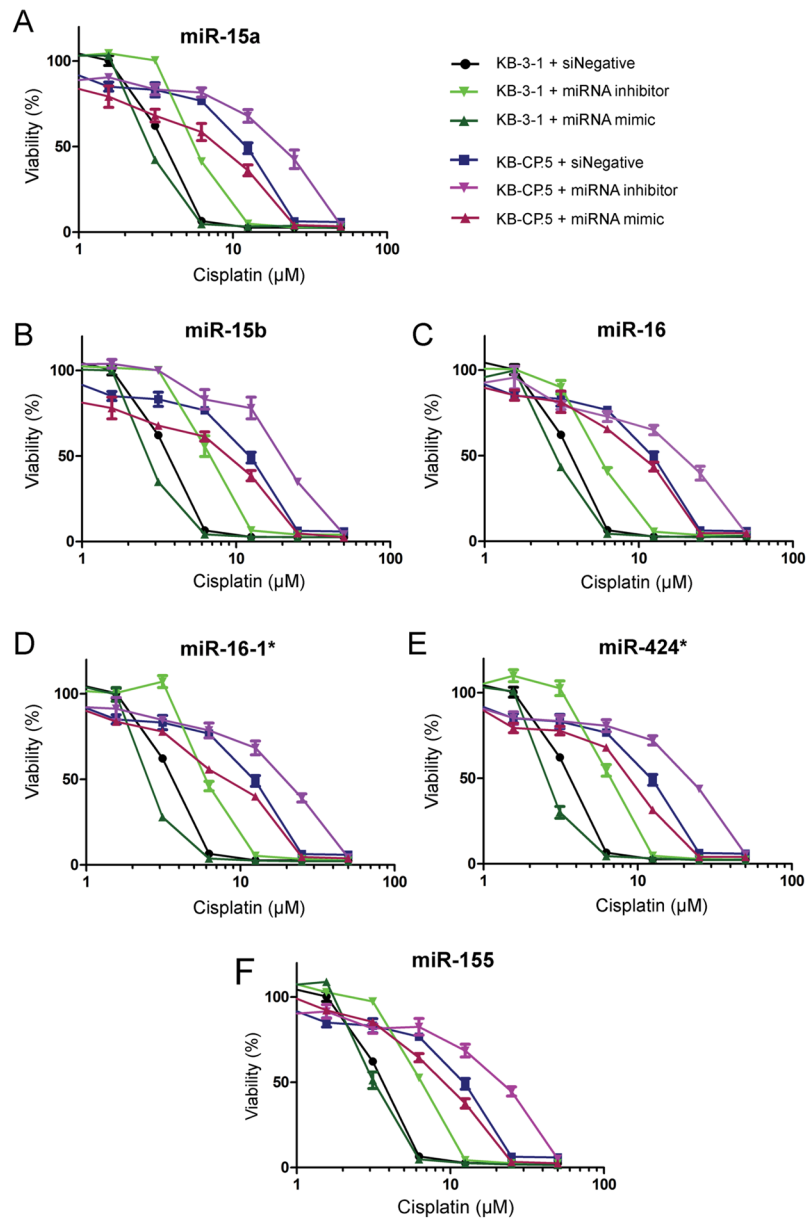 A
miR-15a
Viability (%)
100
50
0
1
10
100
Cisplatin (µM)
KB-3-1 + siNegative
KB-3-1 + miRNA inhibitor
KB-3-1 + miRNA mimic
KB-CP.5 + siNegative
KB-CP.5 + miRNA inhibitor
KB-CP.5 + miRNA mimic
B
miR-15b
Viability (%)
100
50
0
1
10
100
Cisplatin (µM)
C
miR-16
Viability (%)
100
50
0
1
10
100
Cisplatin (µM)
D
miR-16-1*
Viability (%)
100
50
0
1
10
100
Cisplatin (µM)
E
miR-424*
Viability (%)
100
50
0
1
10
100
Cisplatin (µM)
F
miR-155
Viability (%)
100
50
0
1
10
100
Cisplatin (µM)